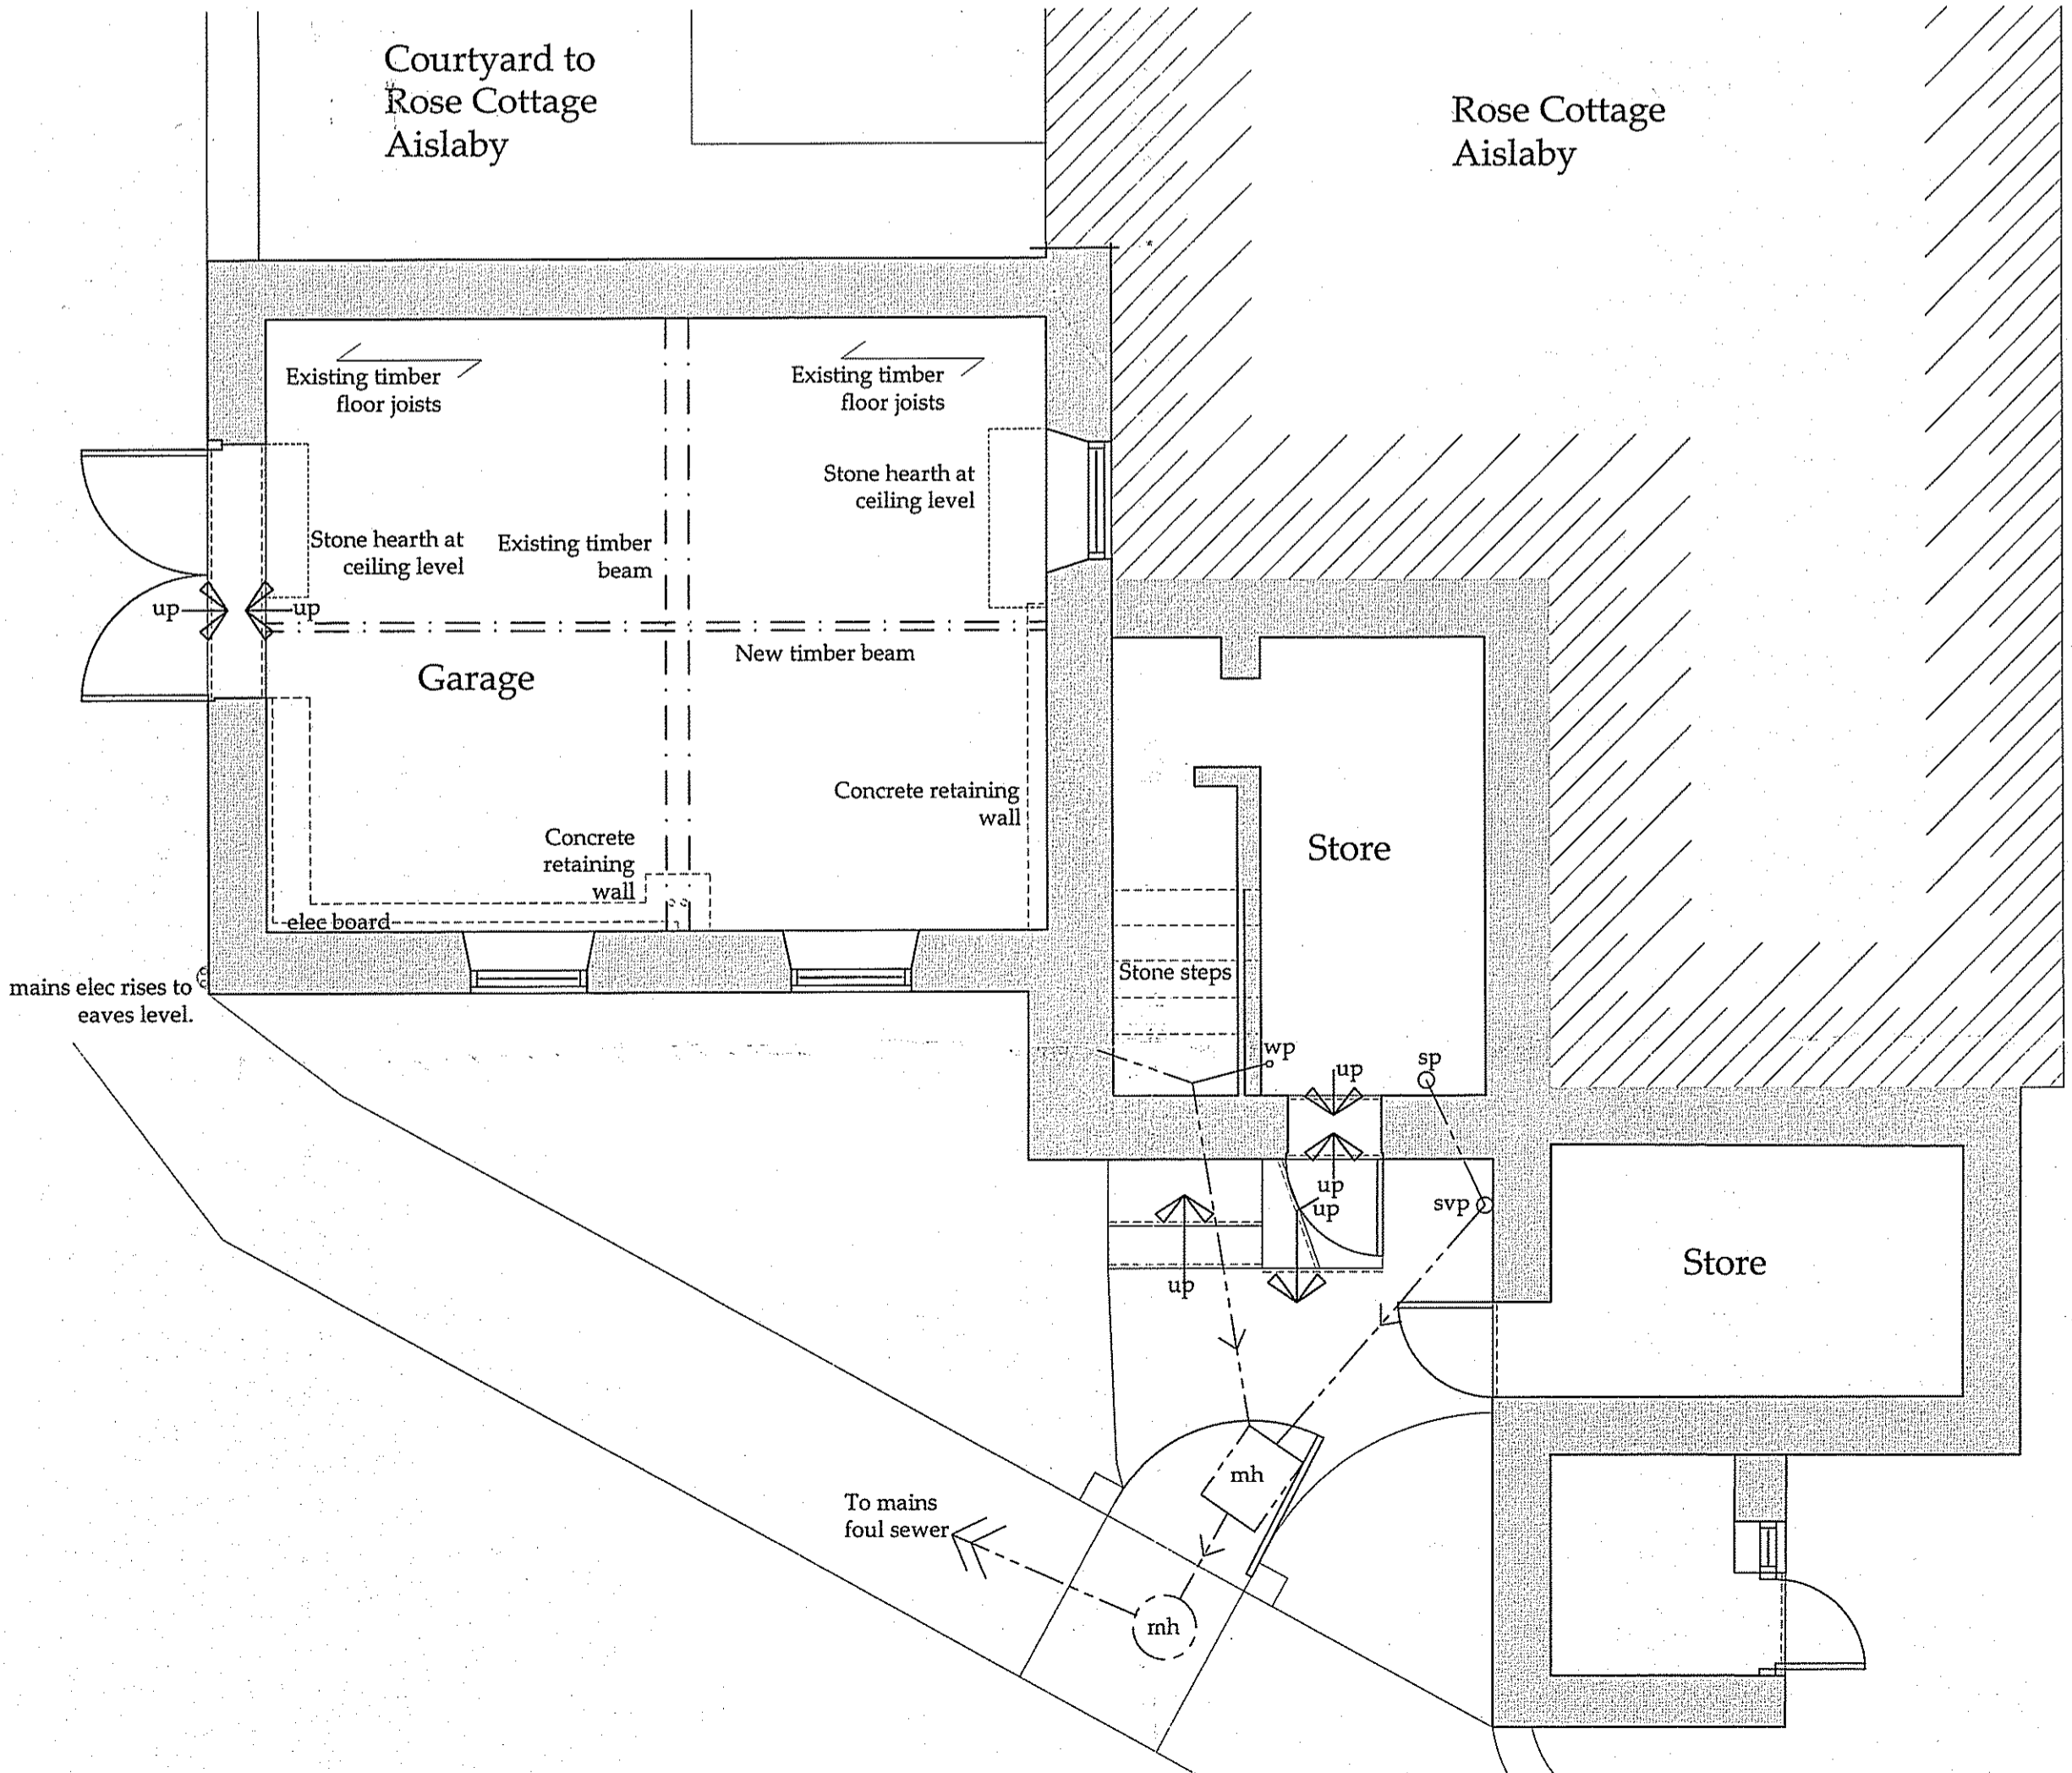 Courtyard to
Rose Cottage
Aislaby
Rose Cottage
Aislaby
Existing timber
floor joists
Existing timber
floor joists
Stone hearth at
ceiling level
Stone hearth at
ceiling level
Existing timber
beam
up
up
New timber beam
Garage
Concrete retaining
wall
Concrete
retaining
wall
elec board
Store
Stone steps
mains elec rises to
eaves level.
wp
sp
up
up
up
svp
up
Store
mh
To mains
foul sewer
mh